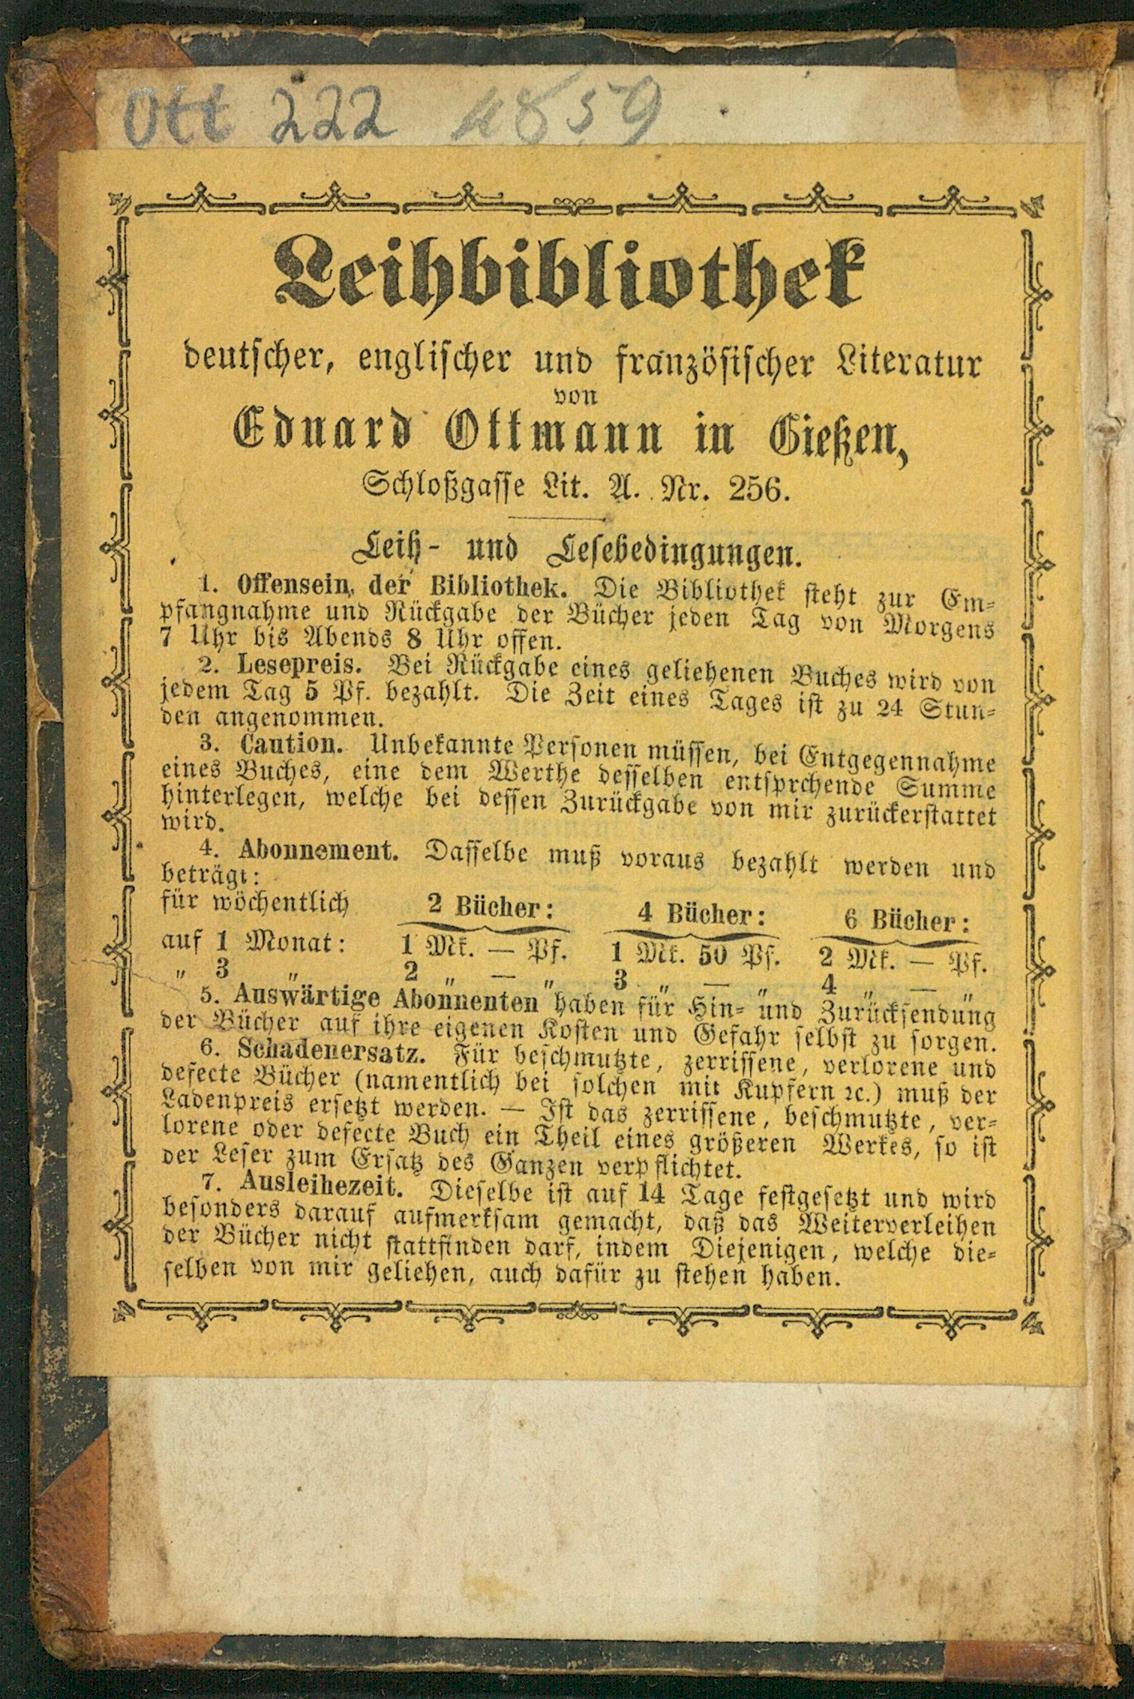 Ott 222 4859
Leihbibliothek
deutscher, englischer und französischer Literatur
von
Eduard Ottmann in Gießen,
Schloßgasse Lit. A. Nr. 256.
Leih- und Lesebedingungen.
1. Offensein der Bibliothek. Die Bibliothek steht zur Em-
pfangnahme und Rückgabe der Bücher jeden Tag von Morgens
7 Uhr bis Abends 8 Uhr offen.
2. Lesepreis. Bei Rückgabe eines geliehenen Buches wird von
jedem Tag 5 Pf. bezahlt. Die Zeit eines Tages ist zu 24 Stun-
den angenommen.
3. Caution. Unbekannte Personen müssen, bei Entgegennahme
eines Buches, eine dem Werthe desselben entsprchende Summe
hinterlegen, welche bei dessen Zurückgabe von mir zurückerstattet
wird.
4. Abonnement. Dasselbe muß voraus bezahlt werden und
beträgt:
für wöchentlich 2 Bücher: 4 Bücher: 6 Bücher:
auf 1 Monat: 1 Mk. — Pf. 1 Mk. 50 Pf. 2 Mk. — Pf.
„ 3 „ 2 „ — „ 3 „ — „ 4 „ — „
5. Auswärtige Abonnenten haben für Hin- und Zurücksendung
der Bücher auf ihre eigenen Kosten und Gefahr selbst zu sorgen.
6. Schadenersatz. Für beschmutzte, zerrissene, verlorene und
defecte Bücher (namentlich bei solchen mit Kupfern ꝛc.) muß der
Ladenpreis ersetzt werden. — Ist das zerrissene, beschmutzte, ver-
lorene oder defecte Buch ein Theil eines größeren Werkes, so ist
der Leser zum Ersatz des Ganzen verpflichtet.
7. Ausleihezeit. Dieselbe ist auf 14 Tage festgesetzt und wird
besonders darauf aufmerksam gemacht, daß das Weiterverleihen
der Bücher nicht stattfinden darf, indem Diejenigen, welche die-
selben von mir geliehen, auch dafür zu stehen haben.